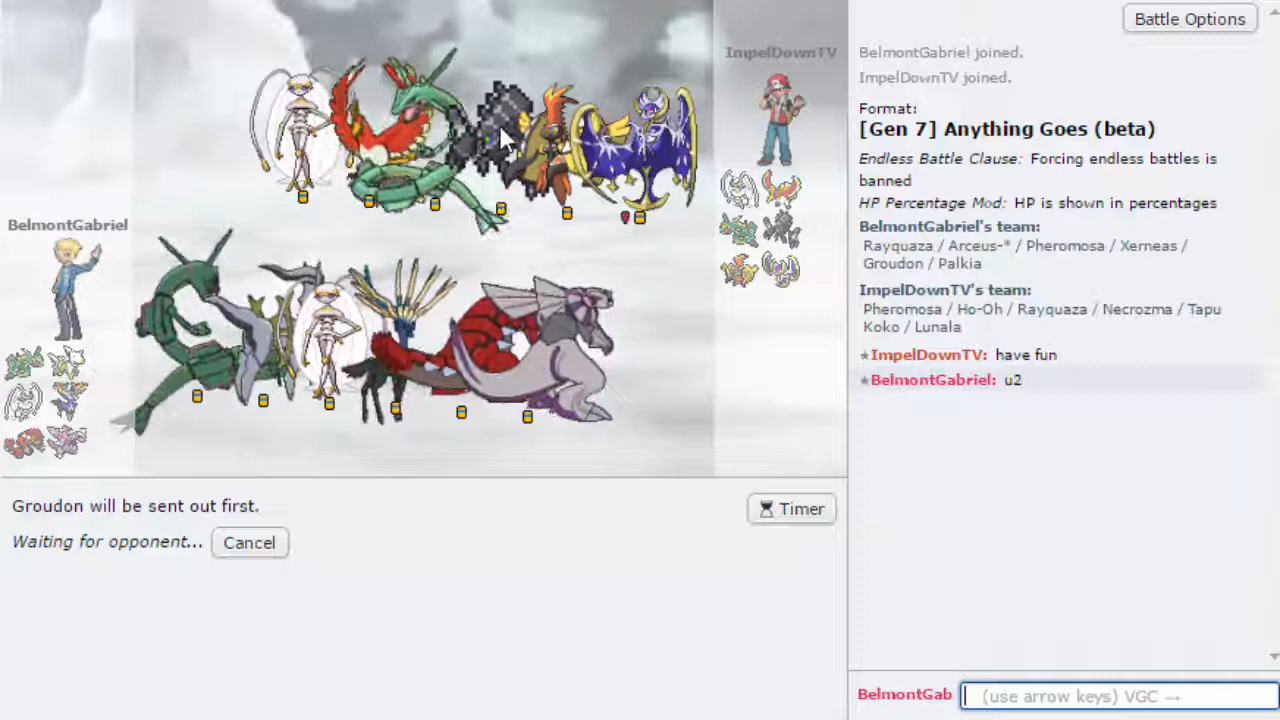 Battle Options
ImpelDownTV
BelmontGabriel joined.
ImpelDownTV joined.
Format:
[Gen 7] Anything Goes (beta)
Endless Battle Clause: Forcing endless battles is
banned
HP Percentage Mod: HP is shown in percentages
BelmontGabriel's team:
Rayquaza / Arceus-* / Pheromosa / Xerneas /
Groudon / Palkia
ImpelDownTV's team:
Pheromosa / Ho-Oh / Rayquaza / Necrozma / Tapu
Koko / Lunala
★ImpelDownTV: have fun
★BelmontGabriel: u2
BelmontGabriel
Groudon will be sent out first.
Timer
Waiting for opponent... Cancel
BelmontGab (use arrow keys) VGC →